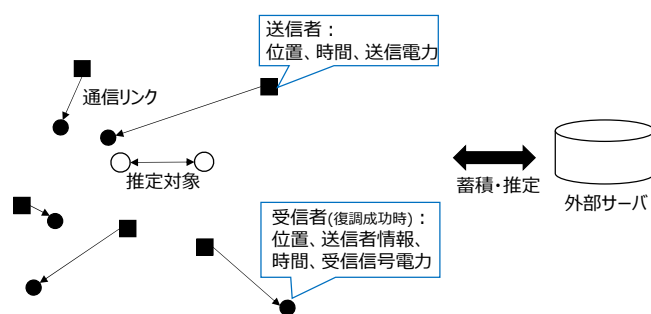 送信者：
位置、時間、送信電力
通信リンク
推定対象
蓄積・推定
外部サーバ
受信者(復調成功時)：
位置、送信者情報、
時間、受信信号電力